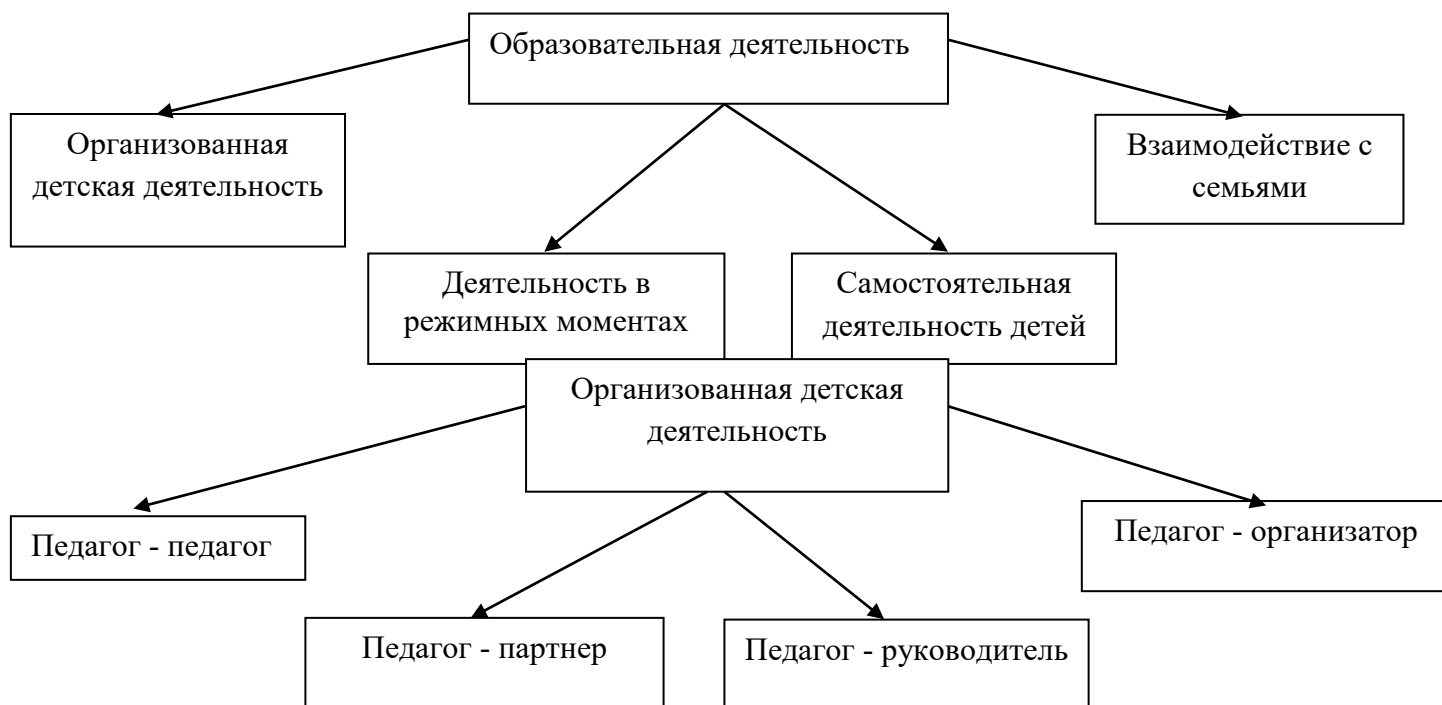 Образовательная деятельность
Организованная
детская деятельность
Взаимодействие с
семьями
Деятельность в
режимных моментах
Самостоятельная
деятельность детей
Организованная детская
деятельность
Педагог - педагог
Педагог - организатор
Педагог - партнер
Педагог - руководитель